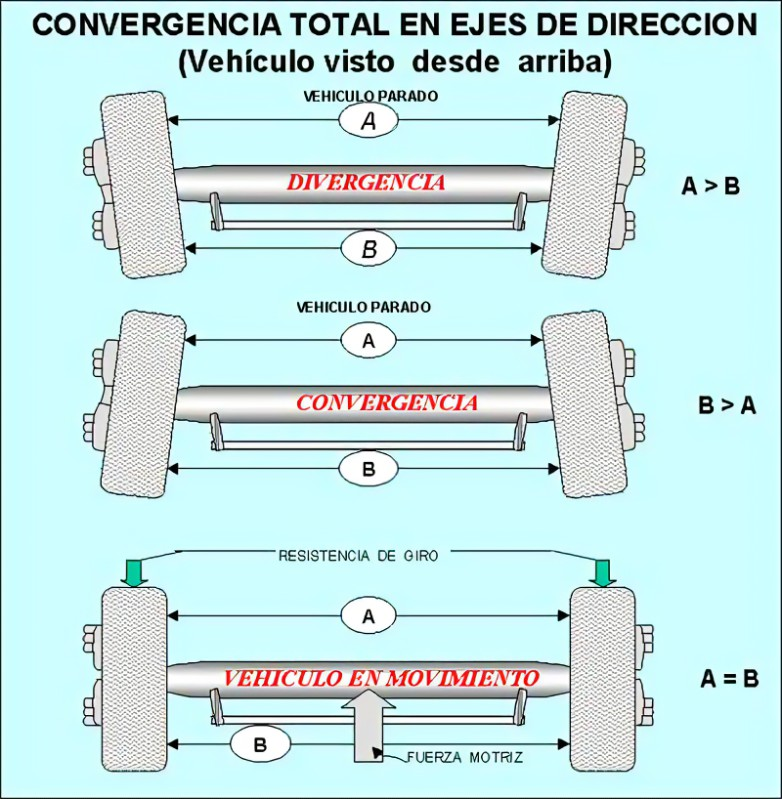 CONVERGENCIA TOTAL EN EJES DE DIRECCION
(Vehículo visto desde arriba)
VEHICULO PARADO
A
DIVERGENCIA
A > B
B
VEHICULO PARADO
A
CONVERGENCIA
B > A
B
RESISTENCIA DE GIRO
A
VEHICULO EN MOVIMIENTO
A = B
B
FUERZA MOTRIZ